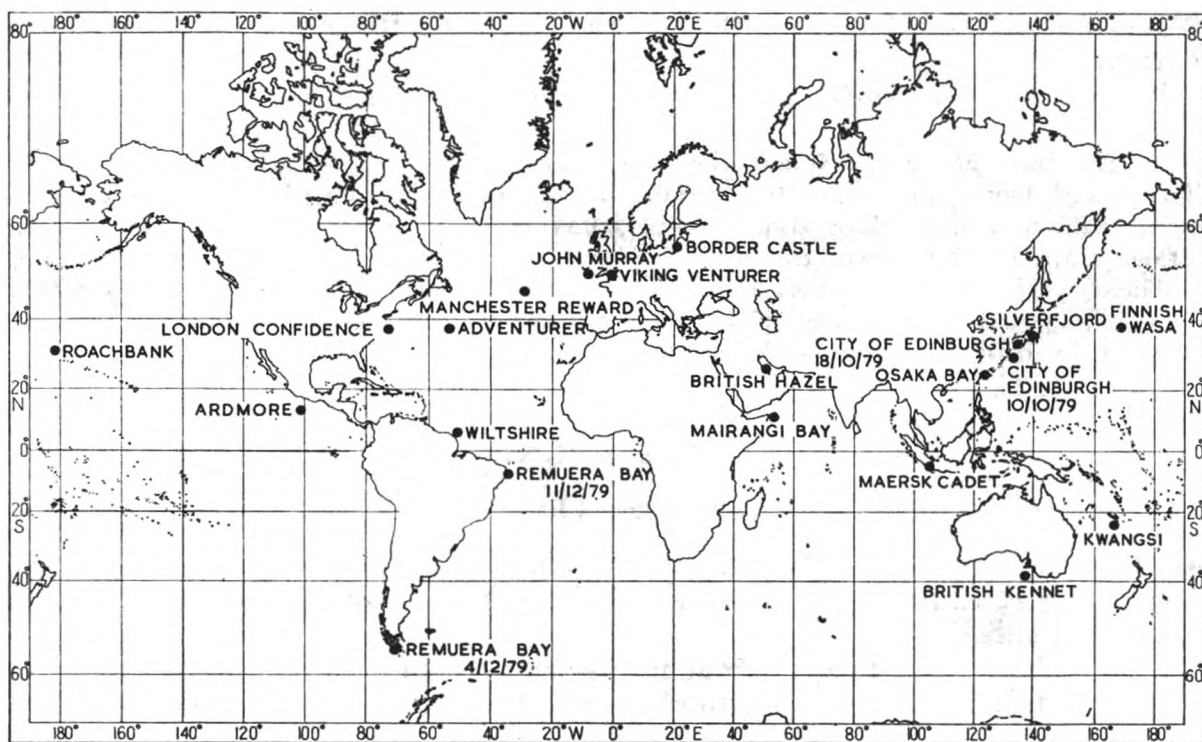 180° 160° 140° 120° 100° 80° 60° 40° 20° 0° W 20° E 40° 60° 80° 100° 120° 140° 160° 180°
80° 80°
60° 60°
BORDER CASTLE
JOHN MURRAY
VIKING VENTURER
MANCHESTER REWARD
FINNISH
WASA
SILVERFJORD
40° 40°
LONDON CONFIDENCE
ADVENTURER
ROACHBANK
CITY OF EDINBURGH
18/10/79
BRITISH HAZEL
OSAKA BAY
CITY OF
EDINBURGH
10/10/79
20° 20°
N N
ARDMORE
WILTSHIRE
MAIRANGI BAY
0° 0°
REMUERA BAY
11/12/79
MAERSK CADET
20° 20°
S S
KWANGSI
40° 40°
BRITISH KENNET
REMUERA BAY
4/12/79
60° 60°
180° 160° 140° 120° 100° 80° 60° 40° 20° W 0° 20° E 40° 60° 80° 100° 120° 140° 160° 180°